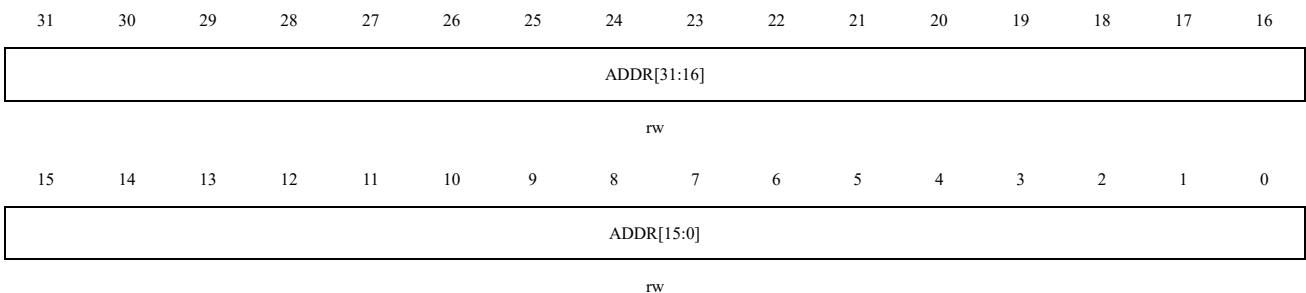 31 30 29 28 27 26 25 24 23 22 21 20 19 18 17 16
ADDR[31:16]
rw
15 14 13 12 11 10 9 8 7 6 5 4 3 2 1 0
ADDR[15:0]
rw